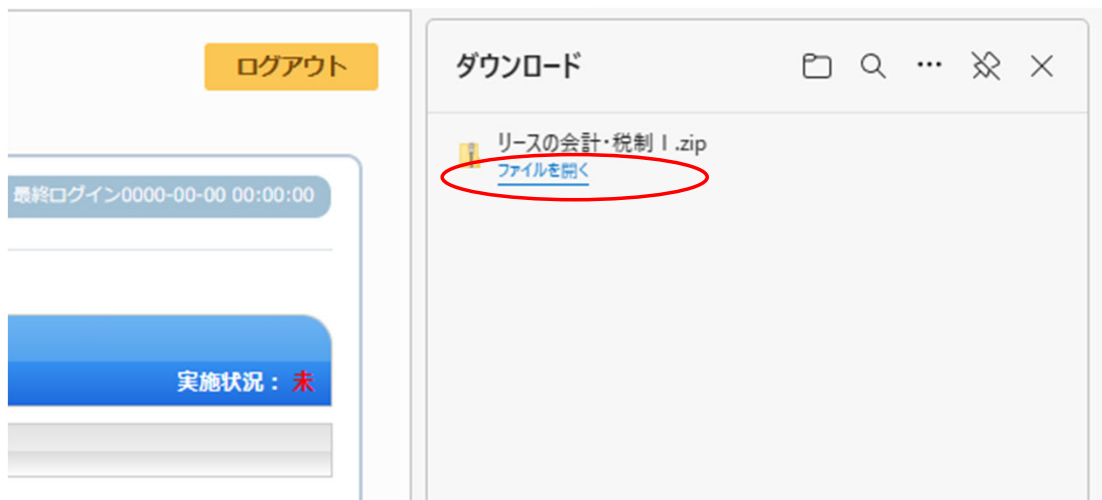 ログアウト
最終ログイン0000-00-00 00:00:00
実施状況： 未
ダウンロード
リースの会計・税制Ⅰ.zip
ファイルを開く